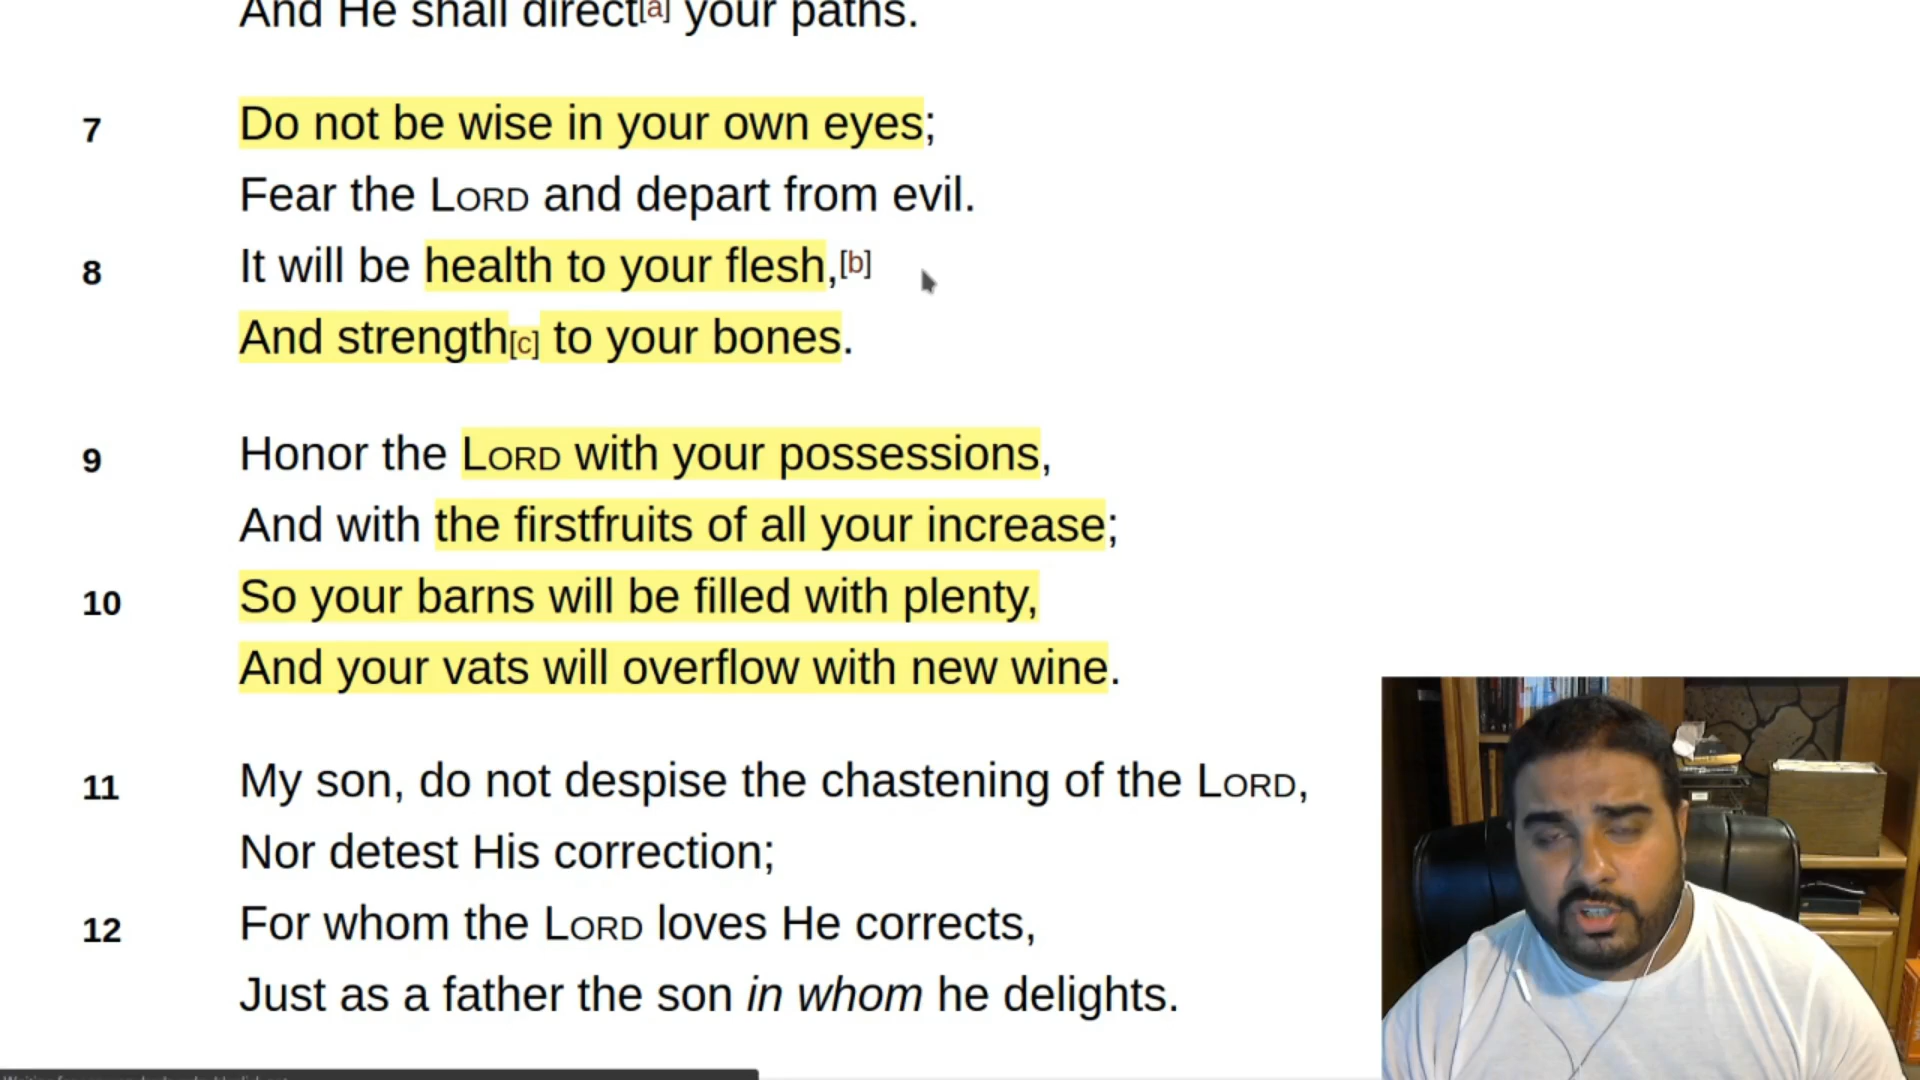 And He shall direct[a] your paths.
7 Do not be wise in your own eyes;
Fear the LORD and depart from evil.
8 It will be health to your flesh,[b]
And strength[c] to your bones.
9 Honor the LORD with your possessions,
And with the firstfruits of all your increase;
10 So your barns will be filled with plenty,
And your vats will overflow with new wine.
11 My son, do not despise the chastening of the LORD,
Nor detest His correction;
12 For whom the LORD loves He corrects,
Just as a father the son in whom he delights.